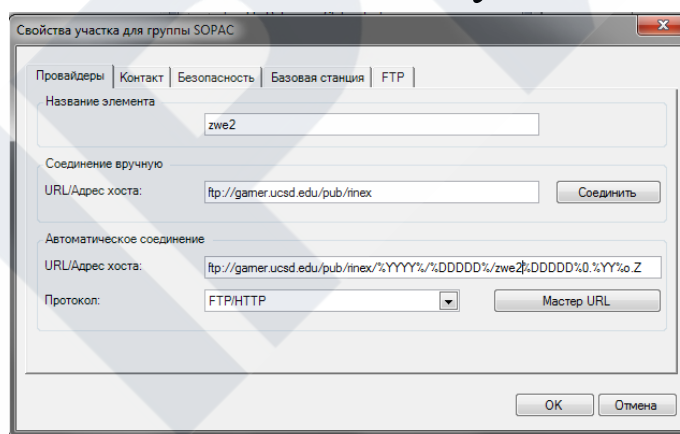 Свойства участка для группы SOPAC
Провайдеры Контакт Безопасность Базовая станция FTP
Название элемента
zwe2
Соединение вручную
URL/Адрес хоста: ftp://garner.ucsd.edu/pub/rinex Соединить
Автоматическое соединение
URL/Адрес хоста: ftp://garner.ucsd.edu/pub/rinex/%YYYY%/%DDDDD%/zwe2%DDDDD%0.%YY%o.Z
Протокол: FTP/HTTP Мастер URL
OK Отмена